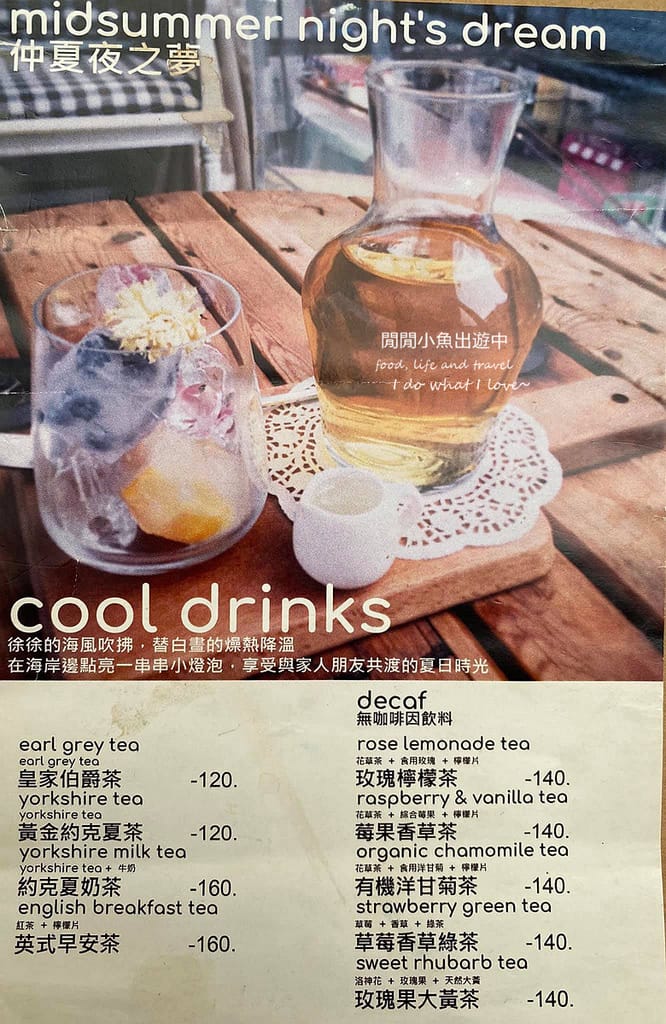 midsummer night's dream
仲夏夜之夢
閒閒小魚出遊中
food, life and travel
I do what I love~
cool drinks
徐徐的海風吹拂，替白晝的燥熱降溫
在海岸邊點亮一串串小燈泡，享受與家人朋友共渡的夏日時光
earl grey tea
earl grey tea
皇家伯爵茶 -120.
yorkshire tea
yorkshire tea
黃金約克夏茶 -120.
yorkshire milk tea
yorkshire tea + 牛奶
約克夏奶茶 -160.
english breakfast tea
紅茶 + 檸檬片
英式早安茶 -160.
decaf
無咖啡因飲料
rose lemonade tea
花草茶 + 食用玫瑰 + 檸檬片
玫瑰檸檬茶 -140.
raspberry & vanilla tea
花草茶 + 綜合莓果 + 檸檬片
莓果香草茶 -140.
organic chamomile tea
花草茶 + 食用洋甘菊 + 檸檬片
有機洋甘菊茶 -140.
strawberry green tea
草莓 + 香草 + 綠茶
草莓香草綠茶 -140.
sweet rhubarb tea
洛神花 + 玫瑰果 + 天然大黃
玫瑰果大黃茶 -140.